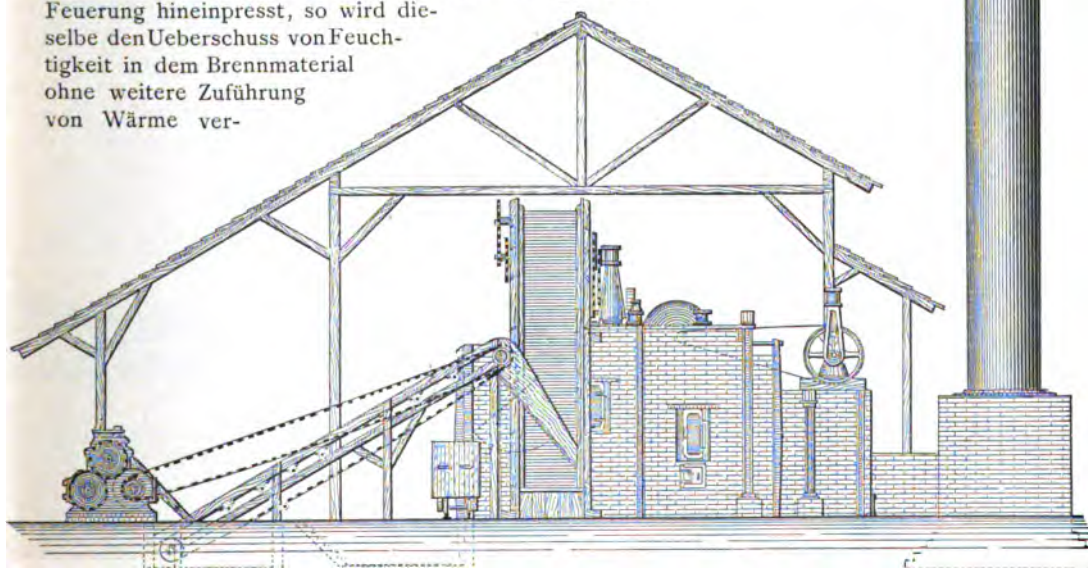 Feuerung hineinpresst, so wird die-
selbe den Ueberschuss von Feuch-
tigkeit in dem Brennmaterial
ohne weitere Zuführung
von Wärme ver-